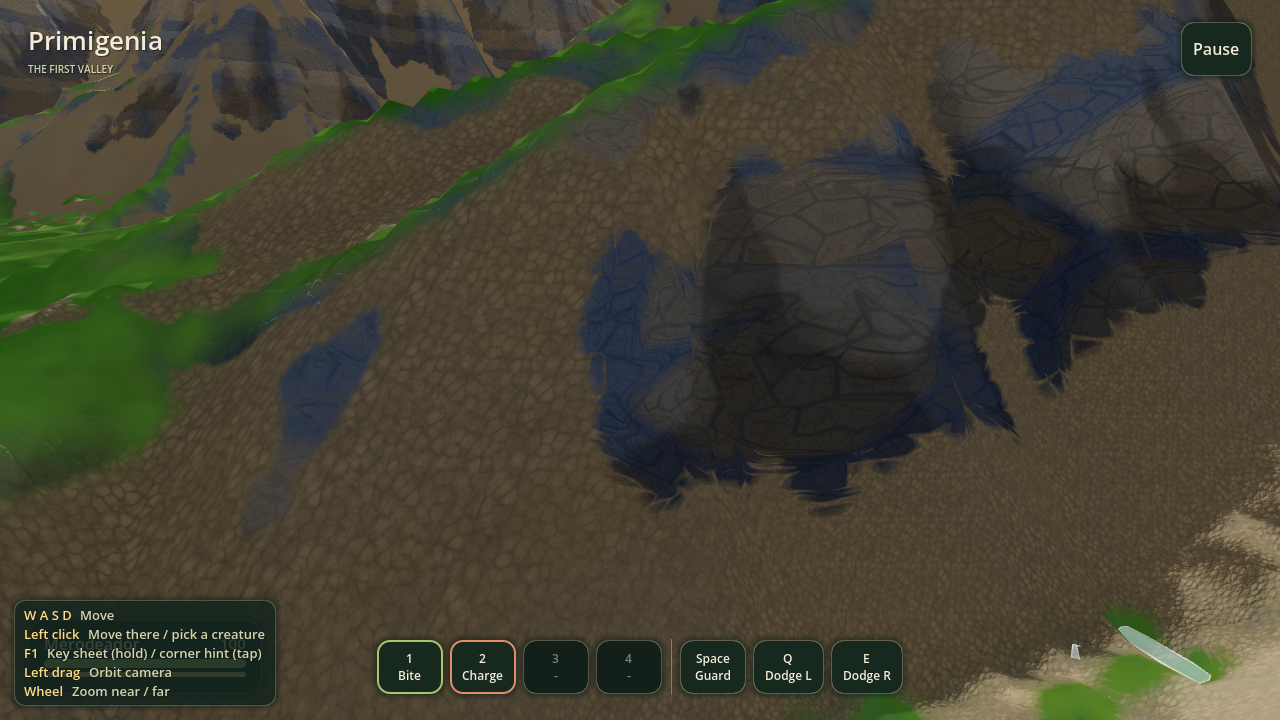 Primigenia
THE FIRST VALLEY
Pause
W A S D Move
Left click Move there / pick a creature
F1 Key sheet (hold) / corner hint (tap)
Left drag Orbit camera
Wheel Zoom near / far
1
Bite
2
Charge
3
-
4
-
Space
Guard
Q
Dodge L
E
Dodge R